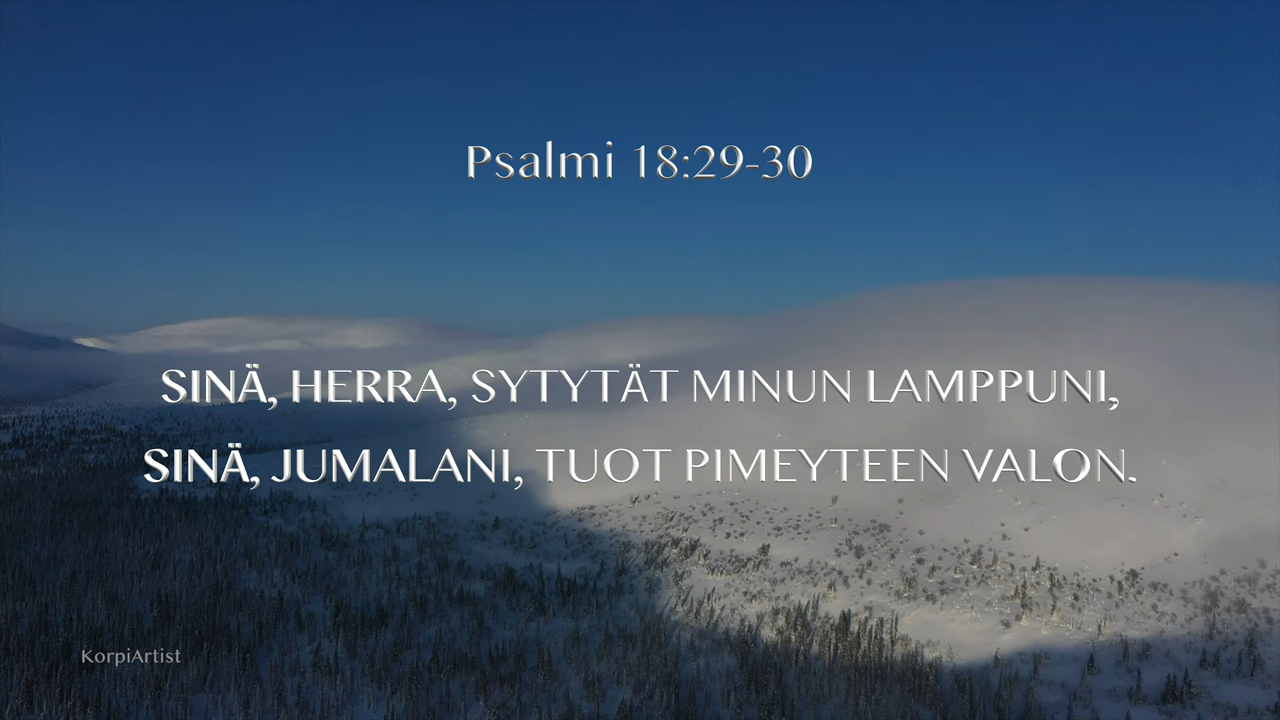 Psalmi 18:29-30
SINÄ, HERRA, SYTYTÄT MINUN LAMPPUNI,
SINÄ, JUMALANI, TUOT PIMEYTEEN VALON.
KorpiArtist